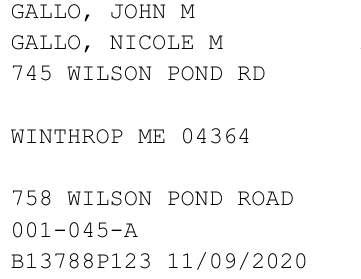 GALLO, JOHN M
GALLO, NICOLE M
745 WILSON POND RD
WINTHROP ME 04364
758 WILSON POND ROAD
001-045-A
B13788P123 11/09/2020